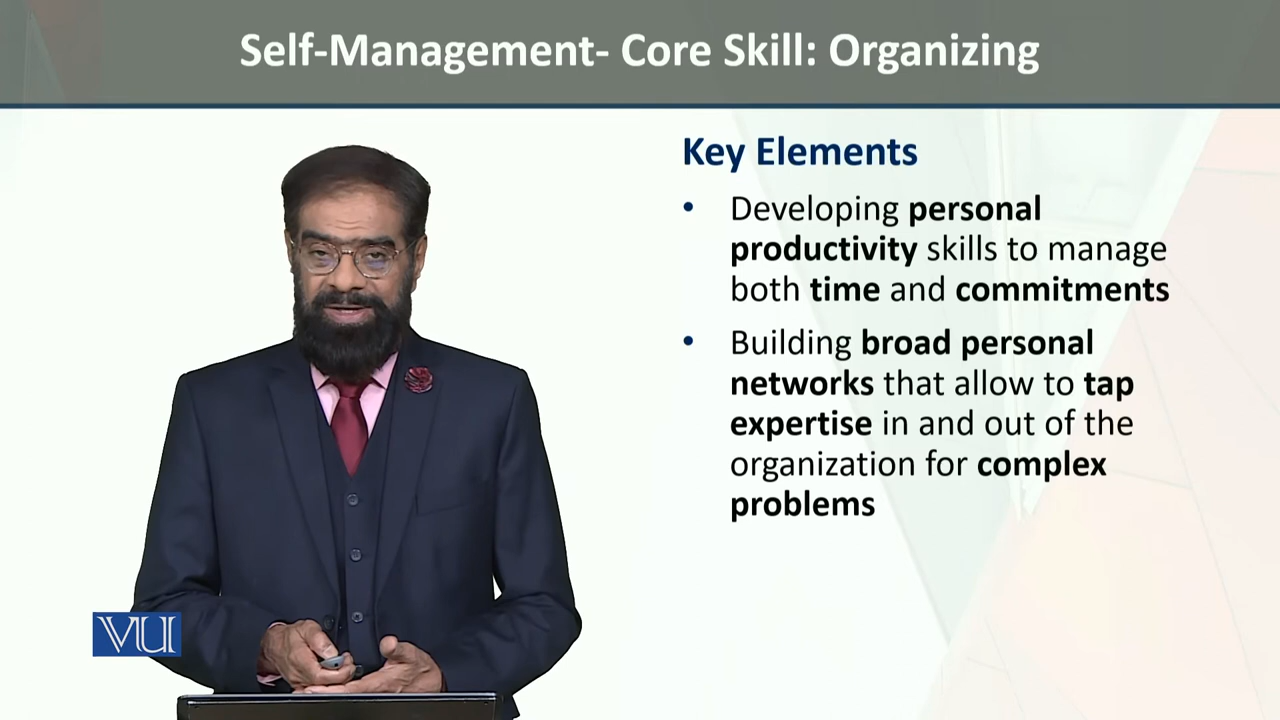 Self-Management- Core Skill: Organizing
Key Elements
• Developing personal
productivity skills to manage
both time and commitments
• Building broad personal
networks that allow to tap
expertise in and out of the
organization for complex
problems
VU